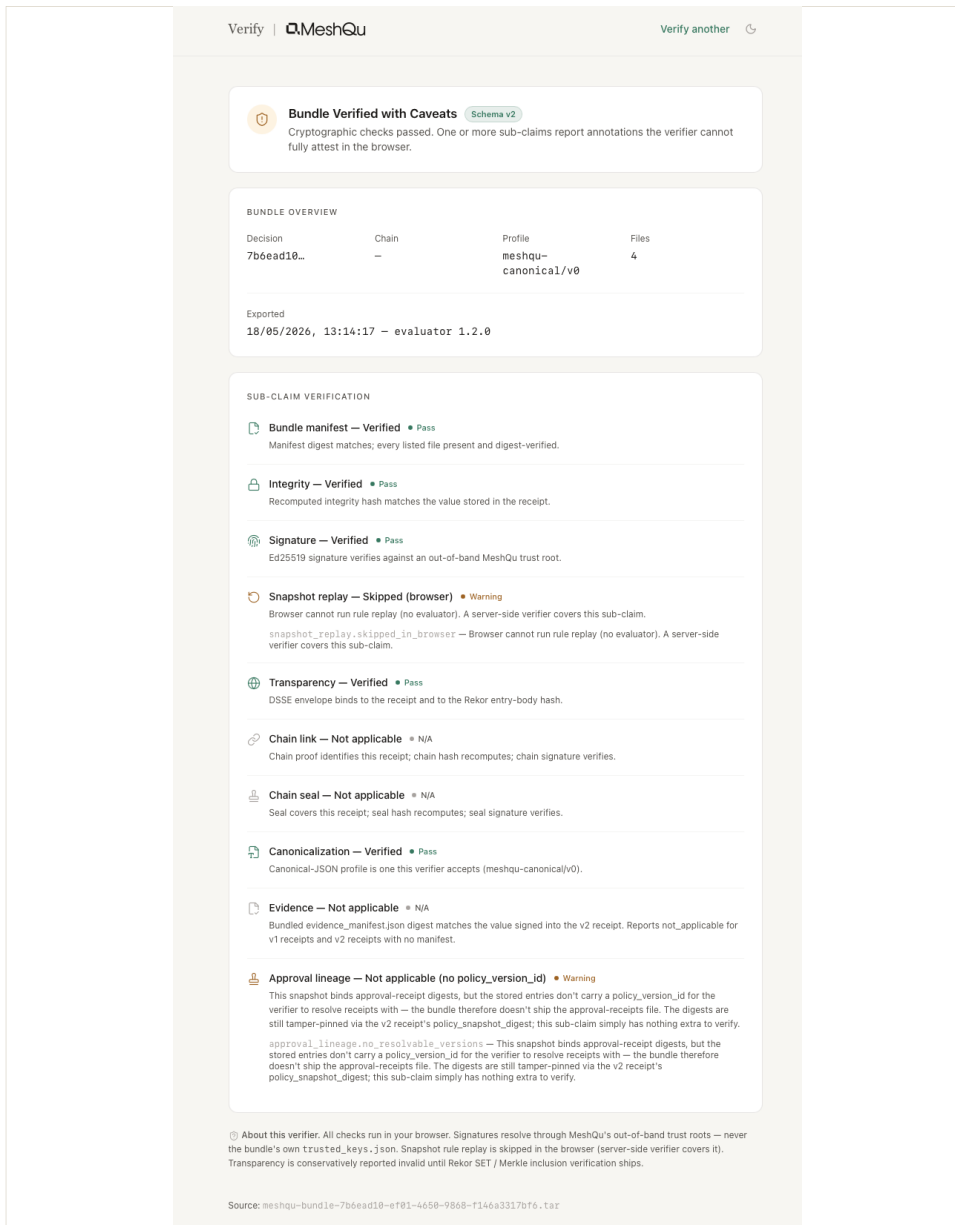 Verify | MeshQu
Verify another
Bundle Verified with Caveats Schema v2
Cryptographic checks passed. One or more sub-claims report annotations the verifier cannot
fully attest in the browser.
BUNDLE OVERVIEW
Decision Chain Profile Files
7b6ead10… — meshqu- 4
canonical/v0
Exported
18/05/2026, 13:14:17 — evaluator 1.2.0
SUB-CLAIM VERIFICATION
Bundle manifest — Verified Pass
Manifest digest matches; every listed file present and digest-verified.
Integrity — Verified Pass
Recomputed integrity hash matches the value stored in the receipt.
Signature — Verified Pass
Ed25519 signature verifies against an out-of-band MeshQu trust root.
Snapshot replay — Skipped (browser) Warning
Browser cannot run rule replay (no evaluator). A server-side verifier covers this sub-claim.
snapshot_replay.skipped_in_browser — Browser cannot run rule replay (no evaluator). A server-side
verifier covers this sub-claim.
Transparency — Verified Pass
DSSE envelope binds to the receipt and to the Rekor entry-body hash.
Chain link — Not applicable N/A
Chain proof identifies this receipt; chain hash recomputes; chain signature verifies.
Chain seal — Not applicable N/A
Seal covers this receipt; seal hash recomputes; seal signature verifies.
Canonicalization — Verified Pass
Canonical-JSON profile is one this verifier accepts (meshqu-canonical/v0).
Evidence — Not applicable N/A
Bundled evidence_manifest.json digest matches the value signed into the v2 receipt. Reports not_applicable for
v1 receipts and v2 receipts with no manifest.
Approval lineage — Not applicable (no policy_version_id) Warning
This snapshot binds approval-receipt digests, but the stored entries don't carry a policy_version_id for the
verifier to resolve receipts with — the bundle therefore doesn't ship the approval-receipts file. The digests are
still tamper-pinned via the v2 receipt's policy_snapshot_digest; this sub-claim simply has nothing extra to verify.
approval_lineage.no_resolvable_versions — This snapshot binds approval-receipt digests, but the
stored entries don't carry a policy_version_id for the verifier to resolve receipts with — the bundle therefore
doesn't ship the approval-receipts file. The digests are still tamper-pinned via the v2 receipt's
policy_snapshot_digest; this sub-claim simply has nothing extra to verify.
About this verifier. All checks run in your browser. Signatures resolve through MeshQu's out-of-band trust roots — never
the bundle's own trusted_keys.json. Snapshot rule replay is skipped in the browser (server-side verifier covers it).
Transparency is conservatively reported invalid until Rekor SET / Merkle inclusion verification ships.
Source: meshqu-bundle-7b6ead10-ef01-4650-9868-f146a3317bf6.tar